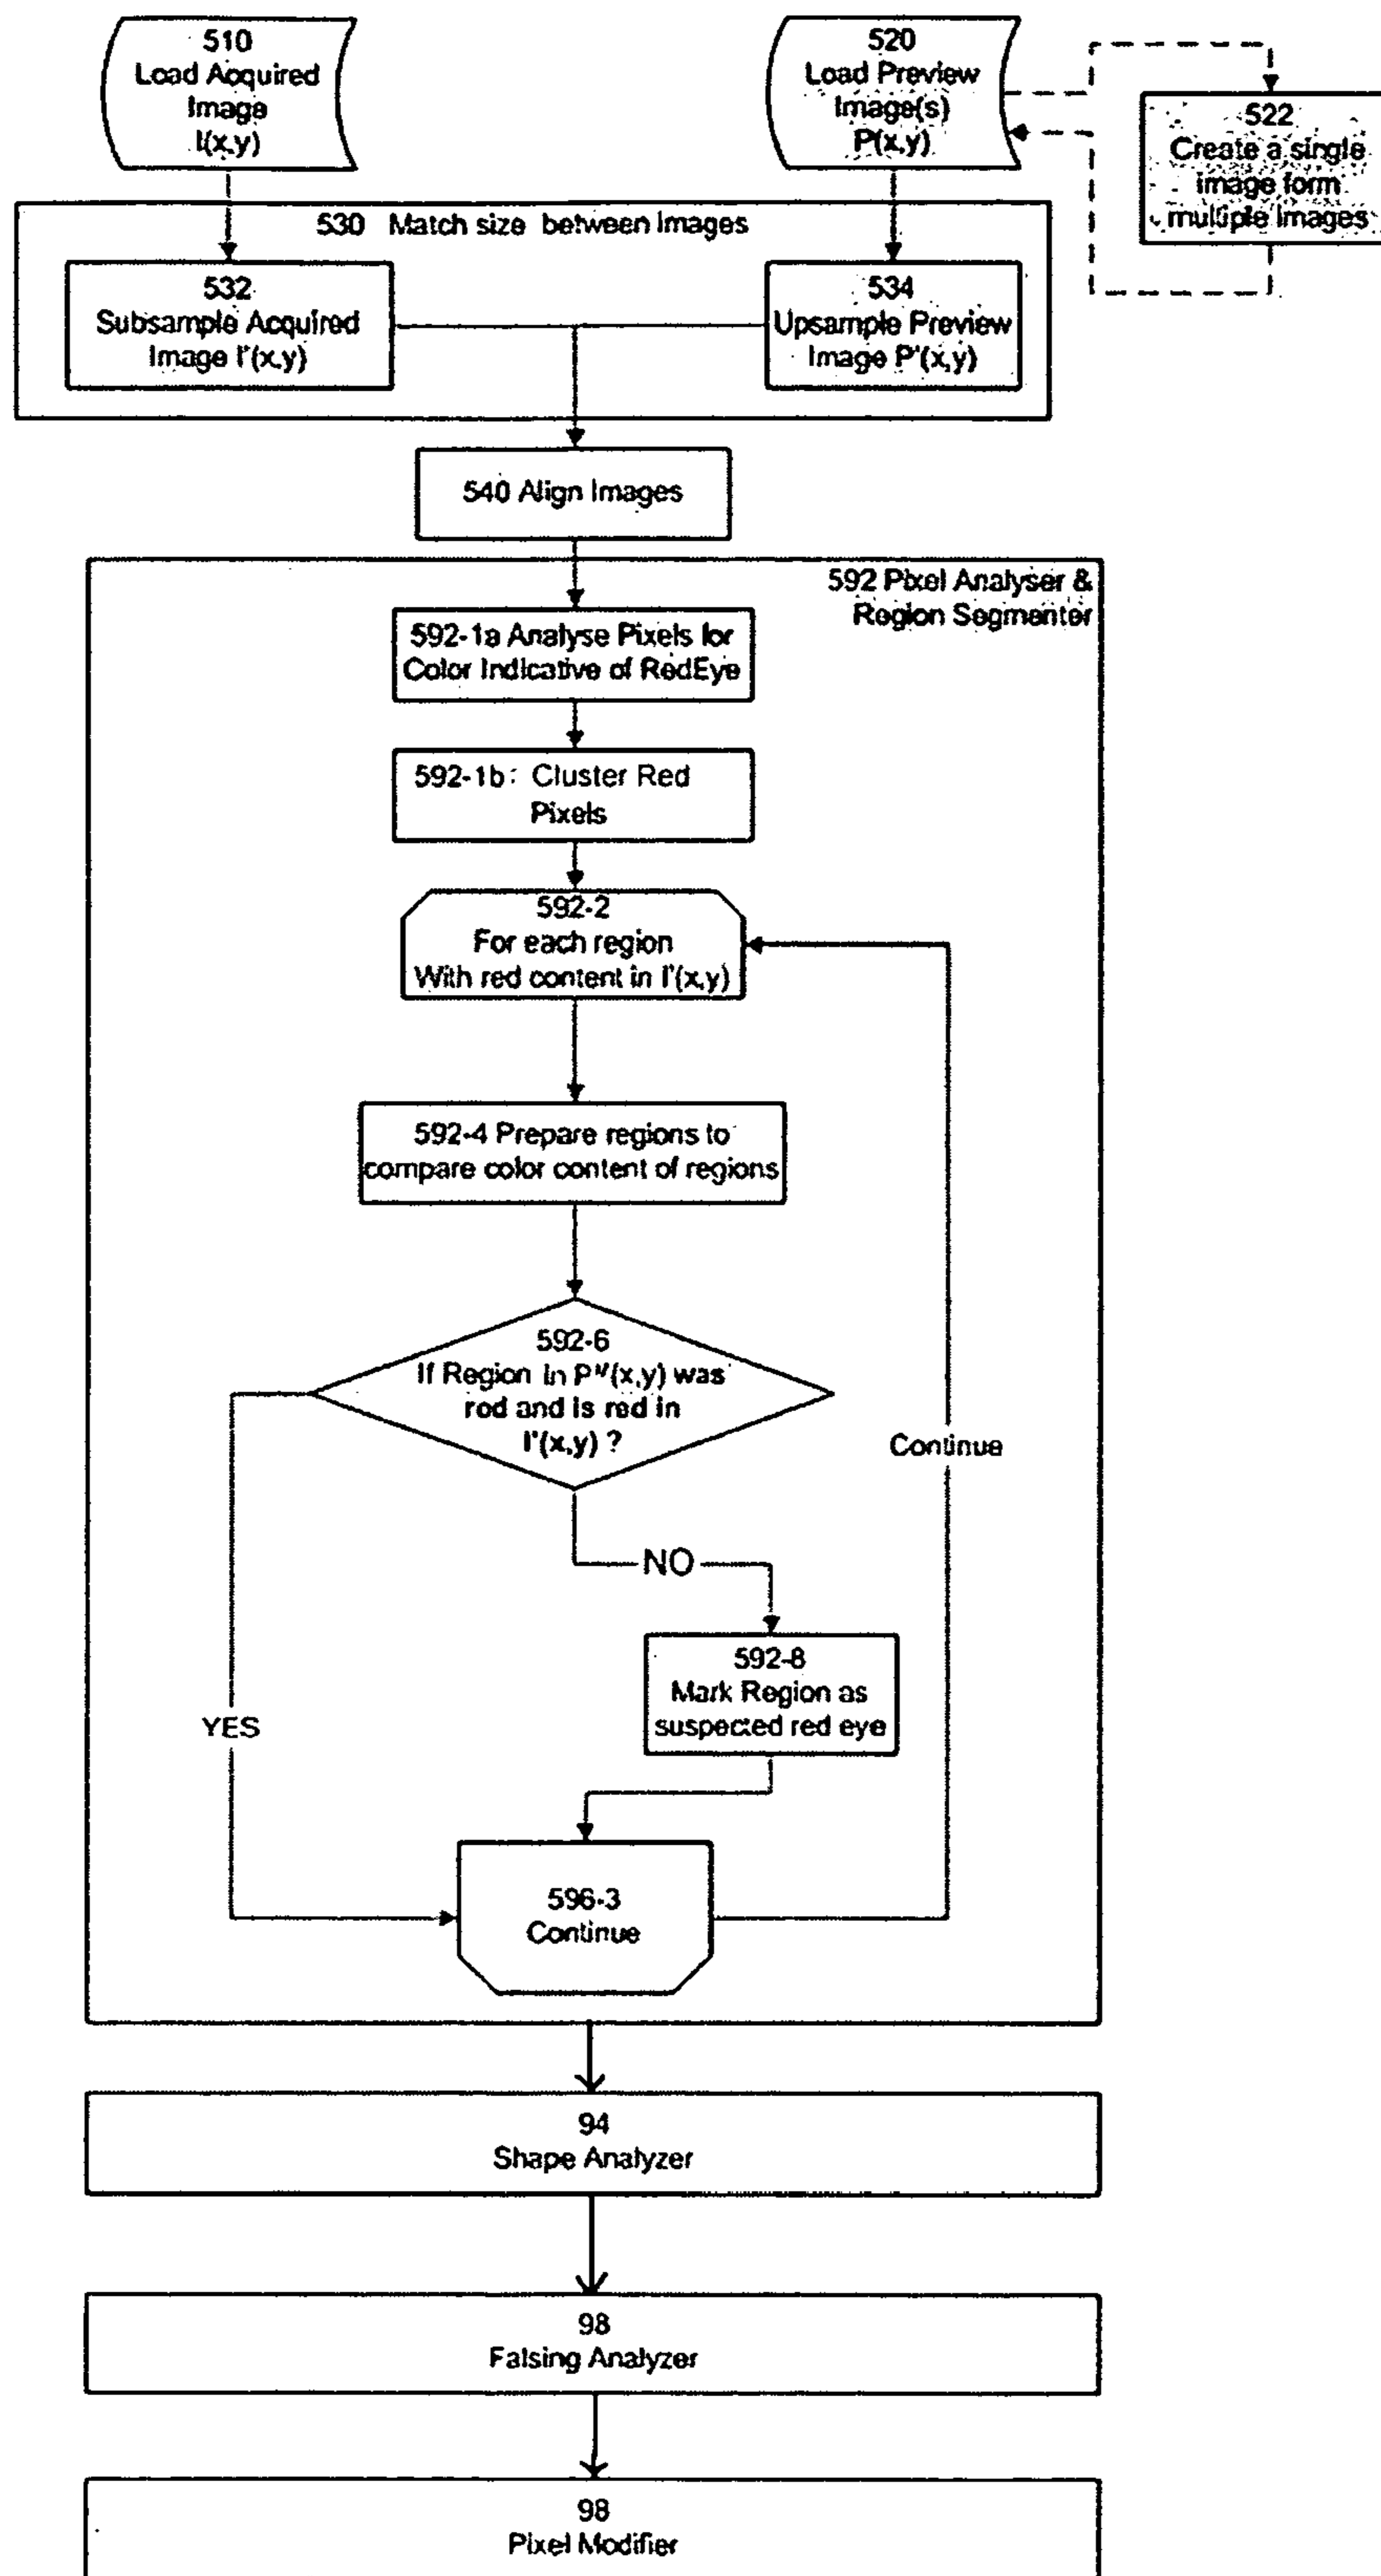 510
Load Acquired
Image
I(x,y)
520
Load Preview
Image(s)
P(x,y)
522
Create a single
image form
multiple images
530 Match size between Images
532
Subsample Acquired
Image I'(x,y)
534
Upsample Preview
Image P'(x,y)
540 Align Images
592 Pixel Analyser &
Region Segmenter
592-1a Analyse Pixels for
Color Indicative of RedEye
592-1b: Cluster Red
Pixels
592-2
For each region
With red content in I'(x,y)
592-4 Prepare regions to
compare color content of regions
592-6
If Region in P"(x,y) was
rod and is red in
I'(x,y) ?
Continue
NO
592-8
Mark Region as
suspected red eye
YES
596-3
Continue
94
Shape Analyzer
98
Falsing Analyzer
98
Pixel Modifier